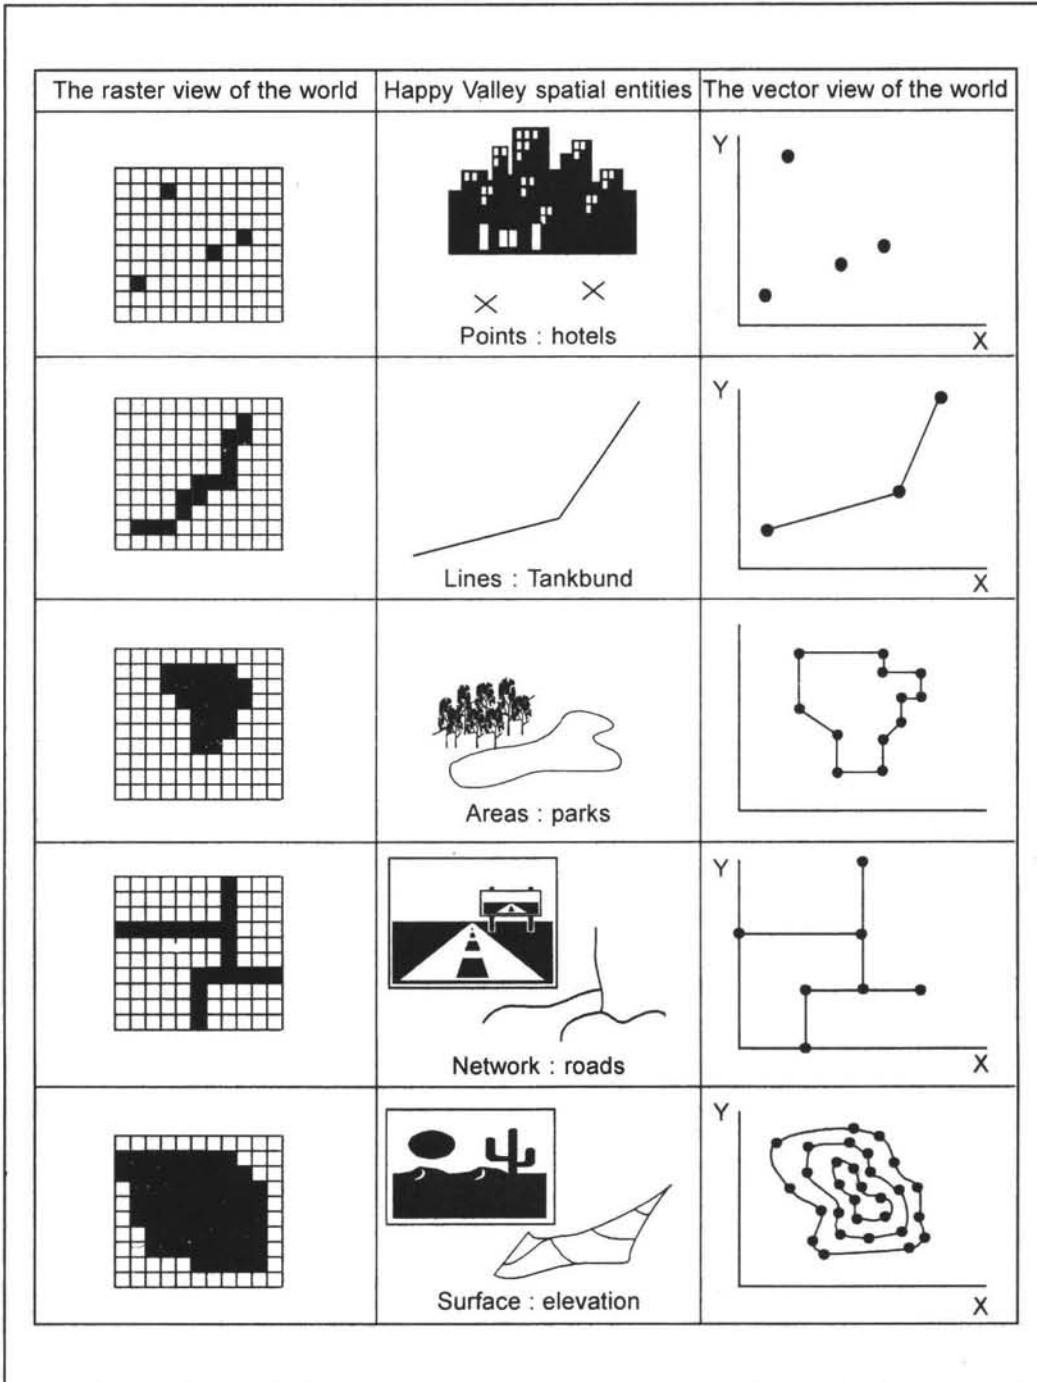 The raster view of the world
Happy Valley spatial entities
The vector view of the world
Y
X
Points : hotels
Y
X
Lines : Tankbund
Areas : parks
Y
X
Network : roads
Y
X
Surface : elevation